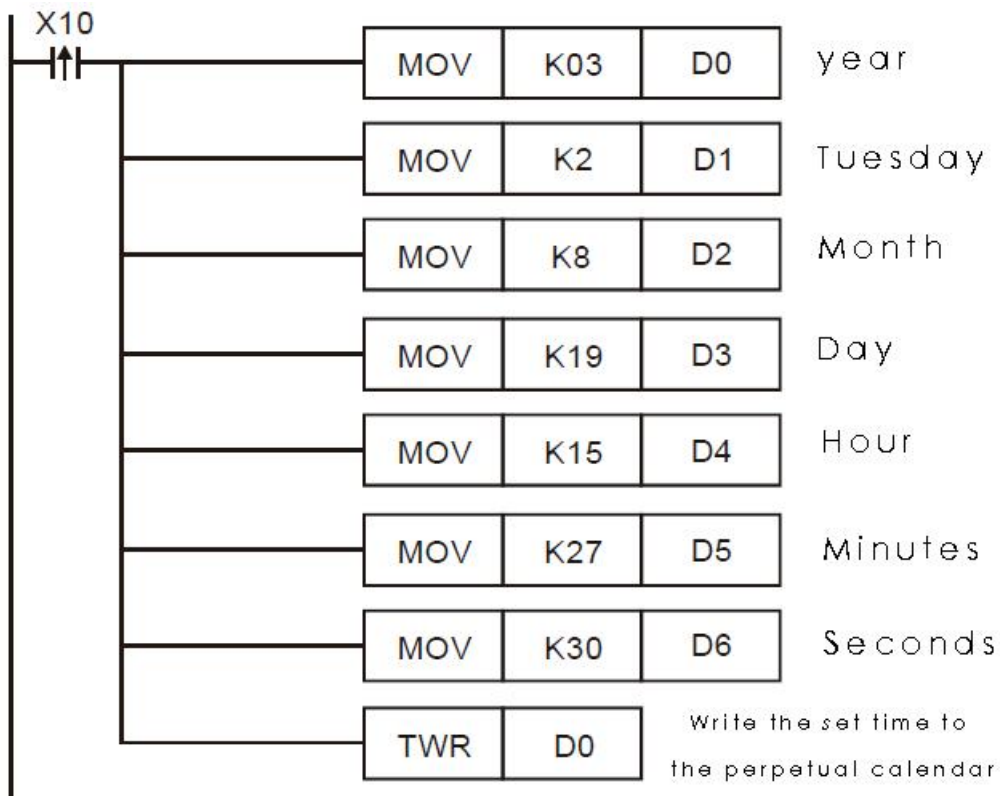 X10
MOV K03 D0 year
MOV K2 D1 Tuesday
MOV K8 D2 Month
MOV K19 D3 Day
MOV K15 D4 Hour
MOV K27 D5 Minutes
MOV K30 D6 Seconds
TWR D0 Write the set time to
the perpetual calendar